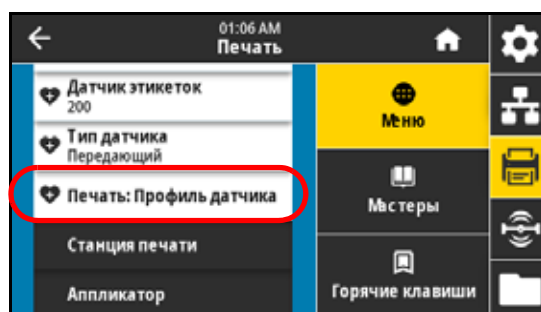 01:06 AM
Печать
Датчик этикеток
200
Тип датчика
Передающий
Печать: Профиль датчика
Станция печати
Аппликатор
Меню
Мастеры
Горячие клавиши